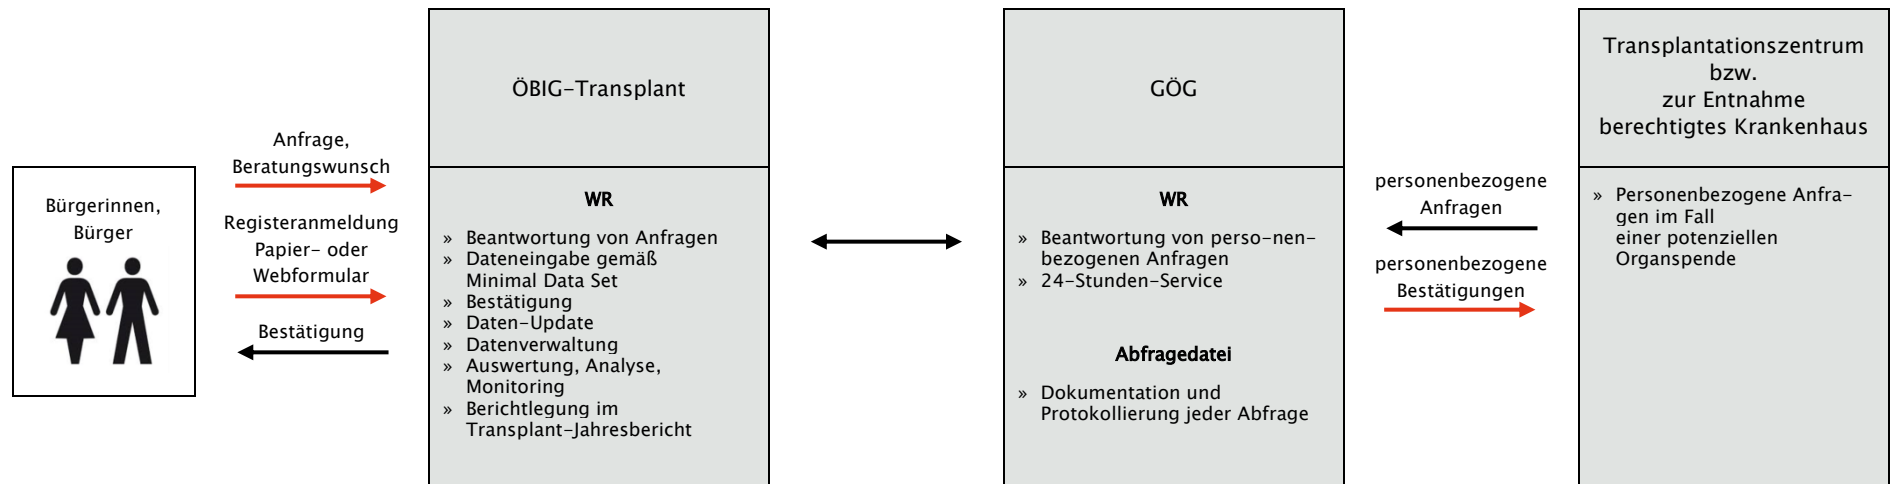 Bürgerinnen,
Bürger
Anfrage,
Beratungswunsch
Registeranmeldung
Papier- oder
Webformular
Bestätigung
ÖBIG-Transplant
WR
» Beantwortung von Anfragen
» Dateneingabe gemäß
Minimal Data Set
» Bestätigung
» Daten-Update
» Datenverwaltung
» Auswertung, Analyse,
Monitoring
» Berichtlegung im
Transplant-Jahresbericht
GÖG
WR
» Beantwortung von perso-nen-
bezogenen Anfragen
» 24-Stunden-Service
Abfragedatei
» Dokumentation und
Protokollierung jeder Abfrage
personenbezogene
Anfragen
personenbezogene
Bestätigungen
Transplantationszentrum
bzw.
zur Entnahme
berechtigtes Krankenhaus
» Personenbezogene Anfra-
gen im Fall
einer potenziellen
Organspende